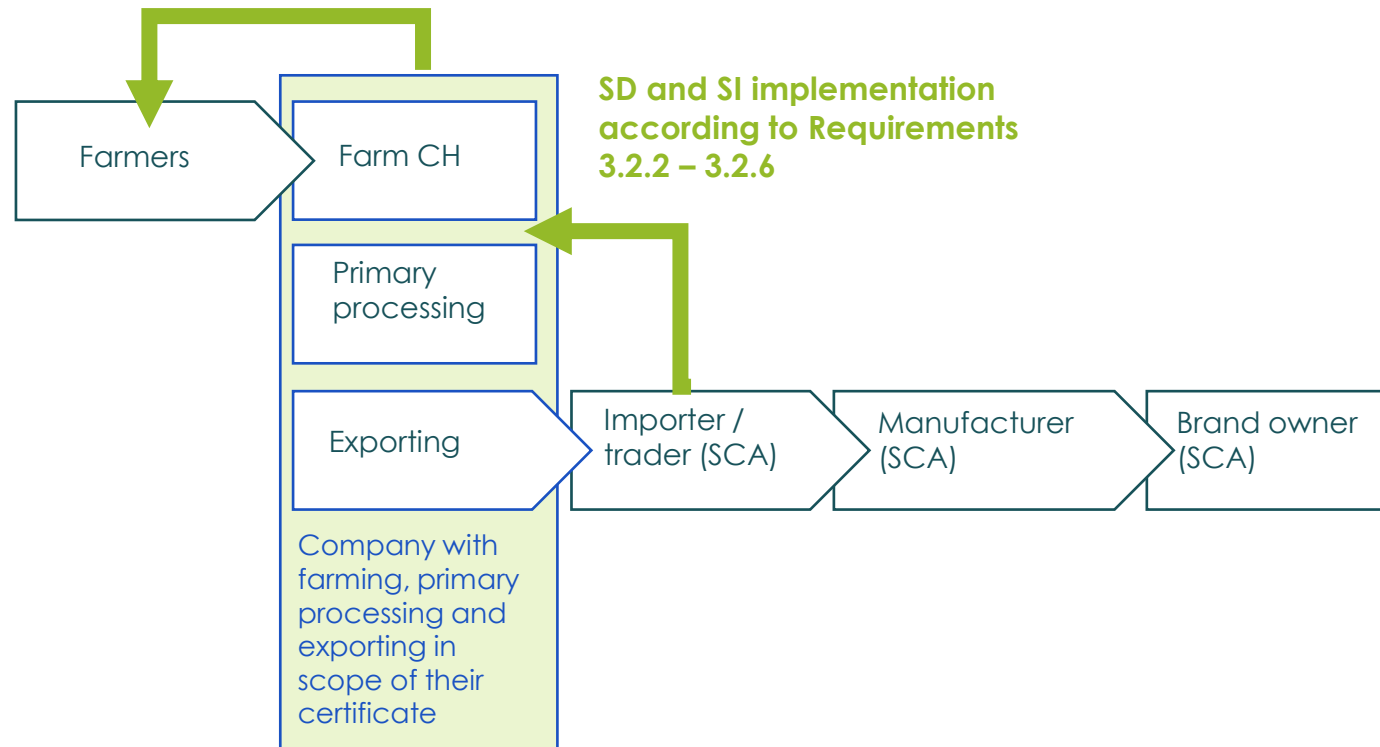 SD and SI implementation
according to Requirements
3.2.2 – 3.2.6
Farmers
Farm CH
Primary
processing
Exporting
Importer /
trader (SCA)
Manufacturer
(SCA)
Brand owner
(SCA)
Company with
farming, primary
processing and
exporting in
scope of their
certificate